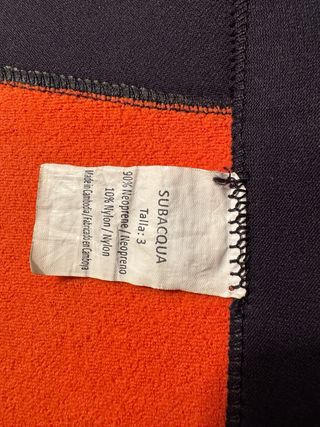 SUBACQUA
Talla: 3
90% Neoprene / Neopreno
10% Nylon / Nylon
Made in Cambodia / Fabricado en Camboya